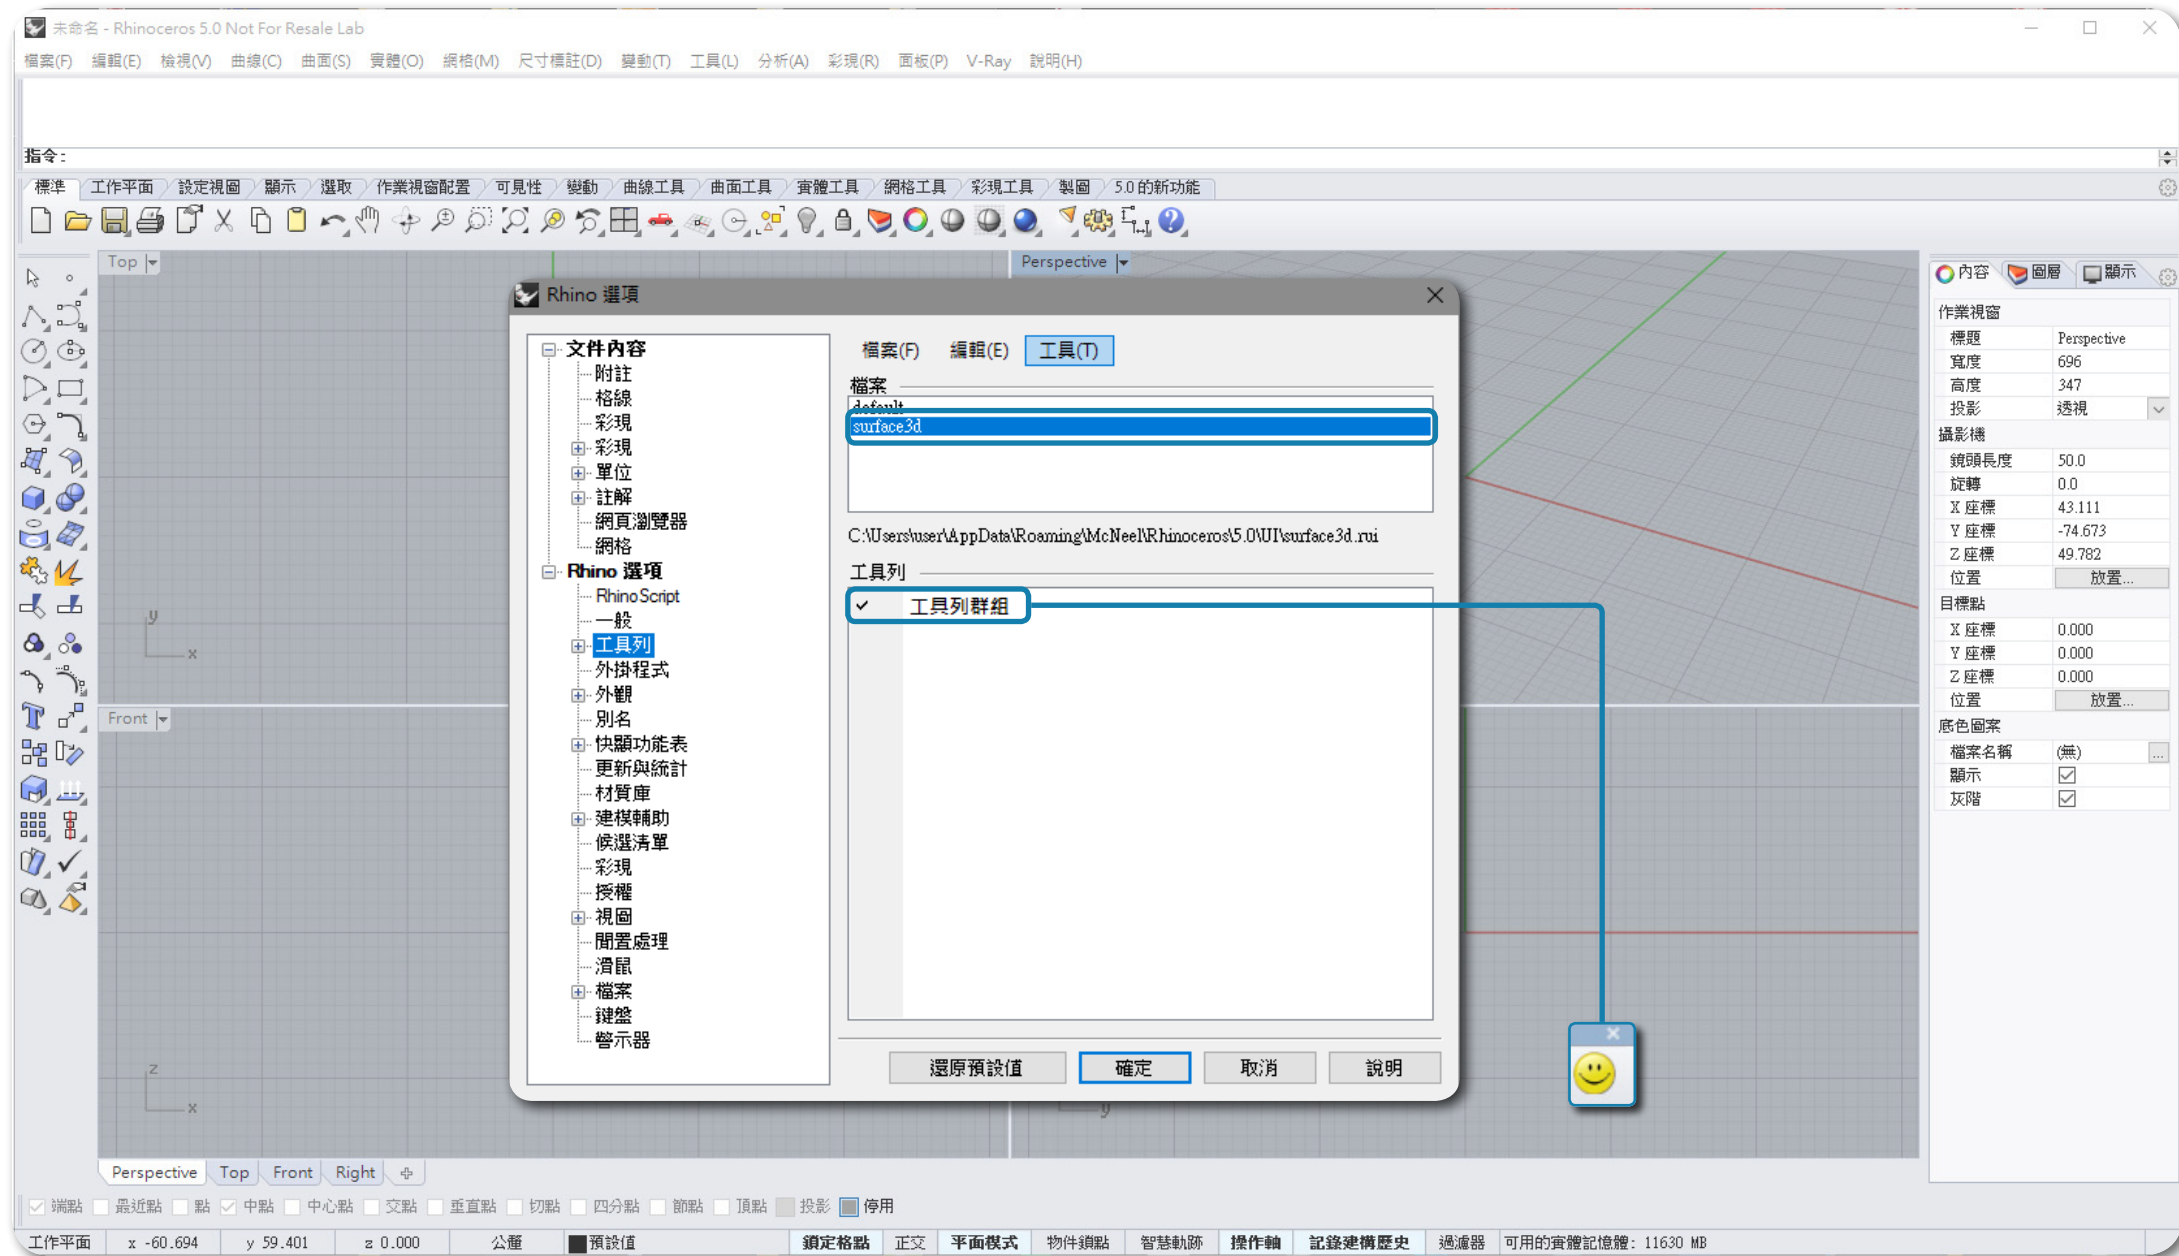 未命名 - Rhinoceros 5.0 Not For Resale Lab
檔案(F) 編輯(E) 檢視(V) 曲線(C) 曲面(S) 實體(O) 網格(M) 尺寸標註(D) 變動(T) 工具(L) 分析(A) 彩現(R) 面板(P) V-Ray 說明(H)
指令:
標準 工作平面 設定視圖 顯示 選取 作業視窗配置 可見性 變動 曲線工具 曲面工具 實體工具 網格工具 彩現工具 製圖 5.0 的新功能
Top
Perspective
y
x
Front
z
x
y
Rhino 選項
文件內容
附註
格線
彩現
彩現
單位
註解
網頁瀏覽器
網格
Rhino 選項
RhinoScript
一般
工具列
外掛程式
外觀
別名
快顯功能表
更新與統計
材質庫
建模輔助
候選清單
彩現
授權
視圖
閒置處理
滑鼠
檔案
鍵盤
警示器
檔案(F) 編輯(E) 工具(T)
檔案
default
surface3d
C:\Users\user\AppData\Roaming\McNeel\Rhinoceros\5.0\UI\surface3d.rui
工具列
工具列群組
還原預設值 確定 取消 說明
內容 圖層 顯示
作業視窗
標題 Perspective
寬度 696
高度 347
投影 透視
攝影機
鏡頭長度 50.0
旋轉 0.0
X 座標 43.111
Y 座標 -74.673
Z 座標 49.782
位置 放置...
目標點
X 座標 0.000
Y 座標 0.000
Z 座標 0.000
位置 放置...
底色圖案
檔案名稱 (無) ...
顯示
灰階
Perspective Top Front Right
端點 最近點 點 中點 中心點 交點 垂直點 切點 四分點 節點 頂點 投影 停用
工作平面 x -60.694 y 59.401 z 0.000 公釐 預設值 鎖定格點 正交 平面模式 物件鎖點 智慧軌跡 操作軸 記錄建構歷史 過濾器 可用的實體記憶體: 11630 MB